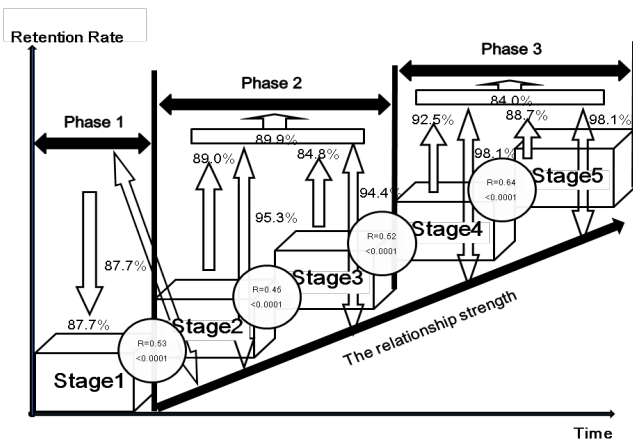 Retention Rate
Phase 3
Phase 2
84.0%
92.5%
88.7%
98.1%
Phase 1
89.9%
89.0%
84.8%
98.1%
Stage5
R=0.64
<0.0001
94.4%
95.3%
Stage4
R=0.52
<0.0001
87.7%
Stage3
R=0.45
<0.0001
87.7%
Stage2
The relationship strength
R=0.53
<0.0001
Stage1
Time